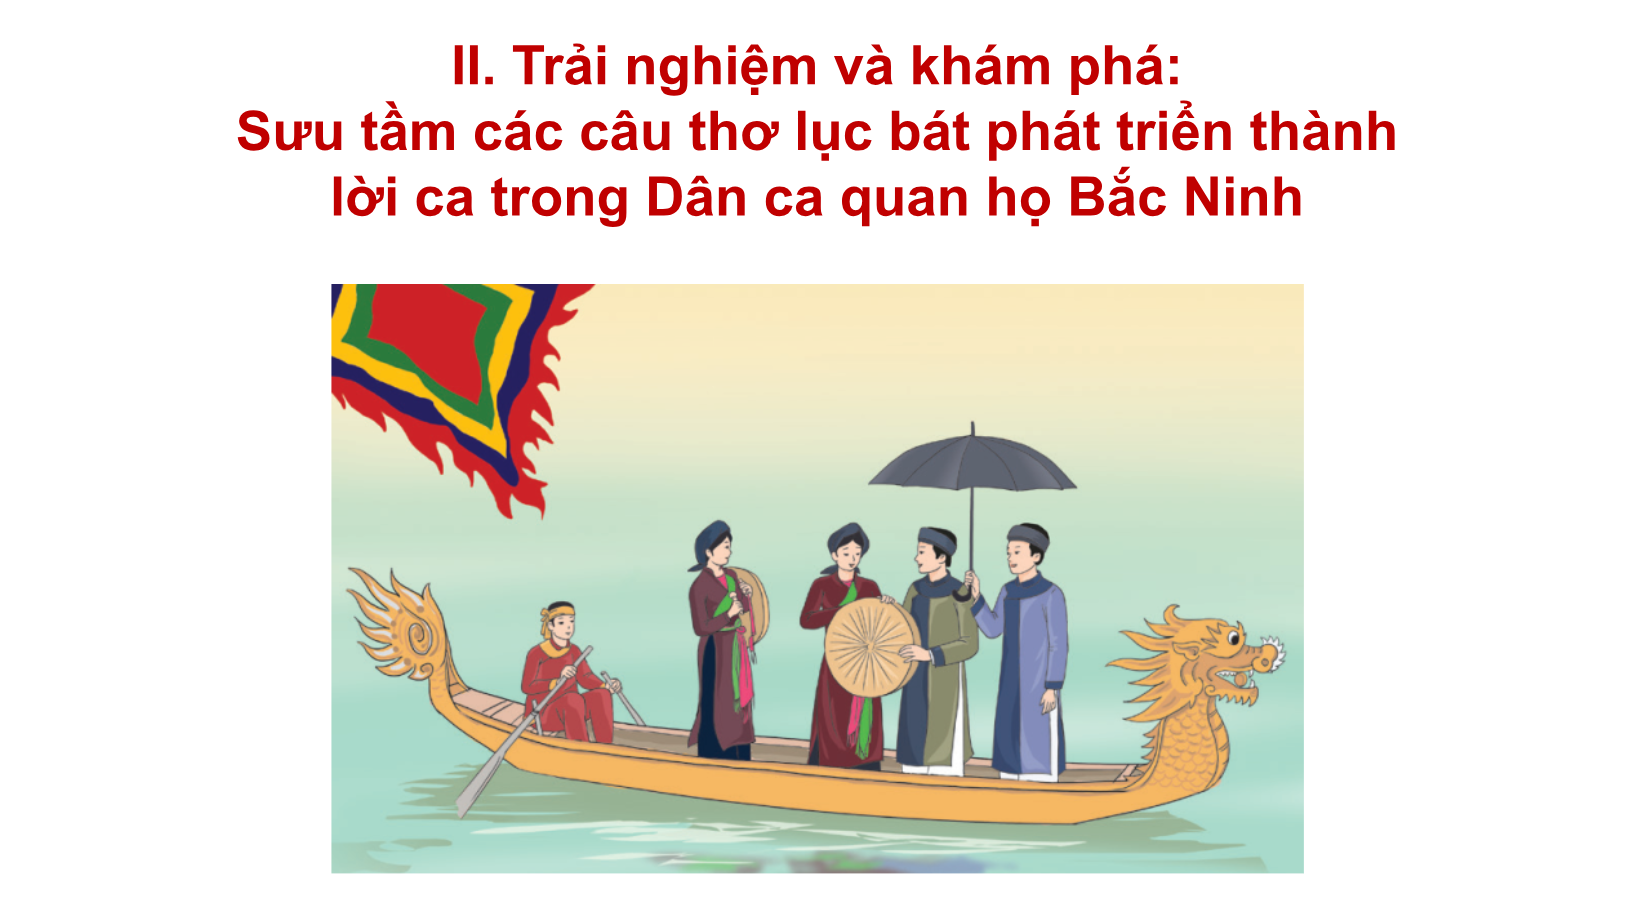 II. Trải nghiệm và khám phá:
Sưu tầm các câu thơ lục bát phát triển thành
lời ca trong Dân ca quan họ Bắc Ninh